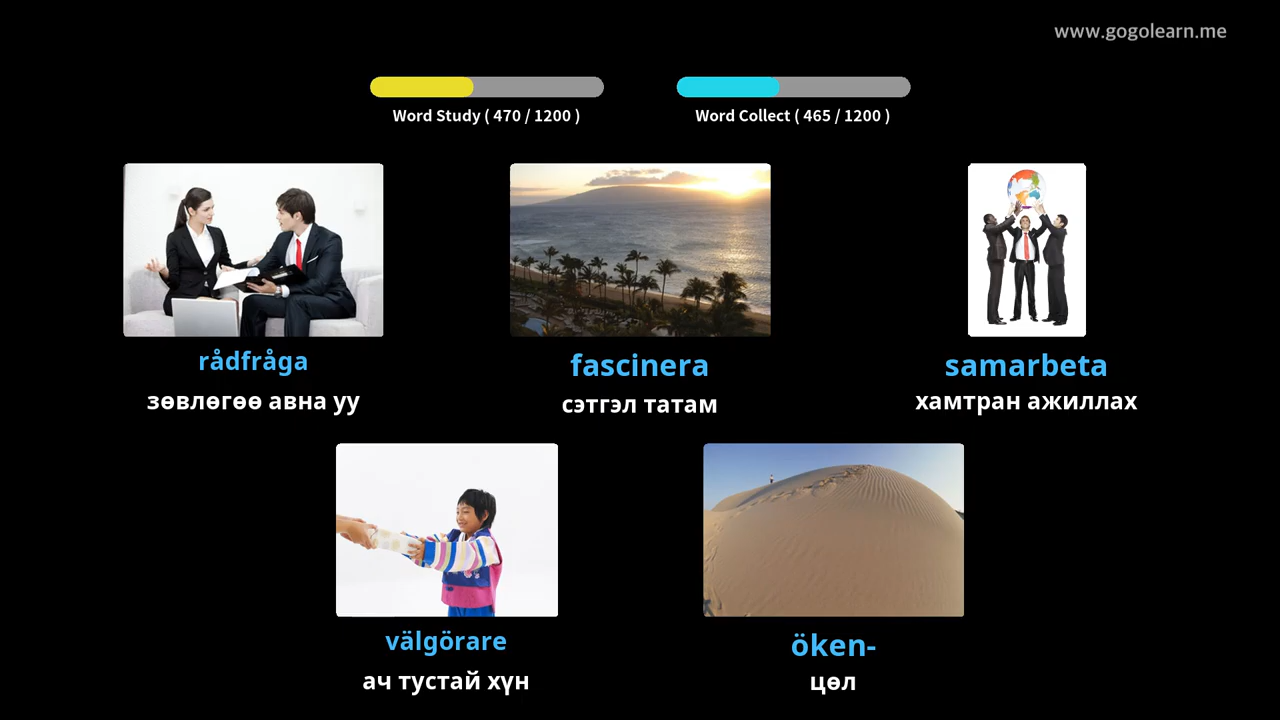 www.gogolearn.me
Word Study ( 470 / 1200 )
Word Collect ( 465 / 1200 )
rådfråga
зөвлөгөө авна уу
fascinera
сэтгэл татам
samarbeta
хамтран ажиллах
välgörare
ач тустай хүн
öken-
цөл